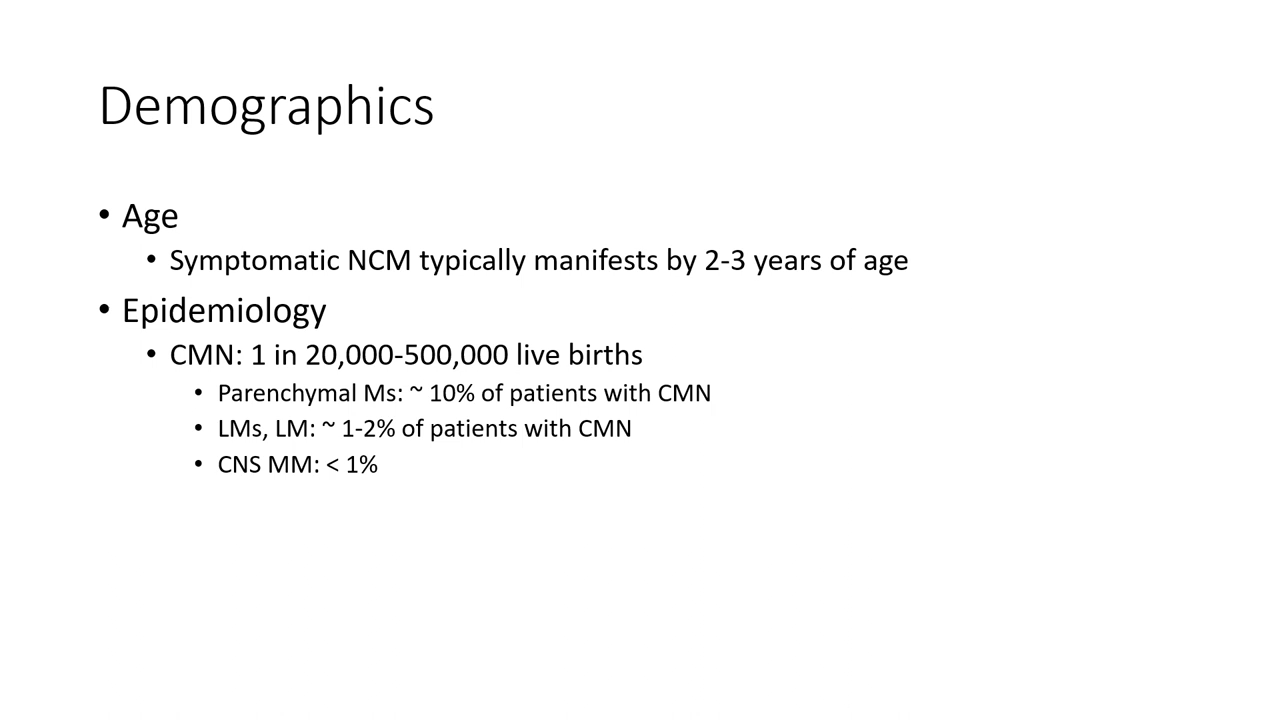 Demographics
• Age
• Symptomatic NCM typically manifests by 2-3 years of age
• Epidemiology
• CMN: 1 in 20,000-500,000 live births
• Parenchymal Ms: ~ 10% of patients with CMN
• LMs, LM: ~ 1-2% of patients with CMN
• CNS MM: < 1%